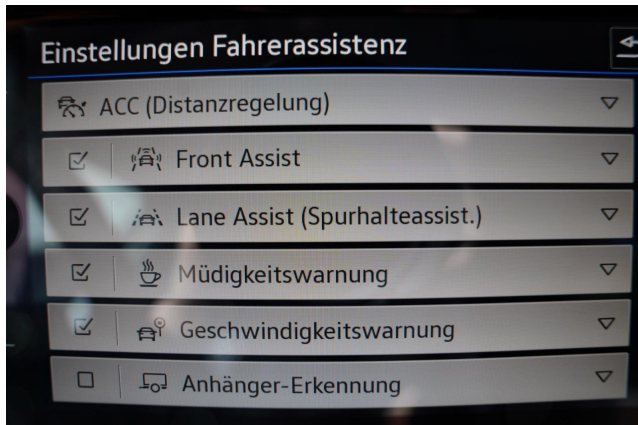 Einstellungen Fahrerassistenz
ACC (Distanzregelung)
Front Assist
Lane Assist (Spurhalteassist.)
Müdigkeitswarnung
Geschwindigkeitswarnung
Anhänger-Erkennung